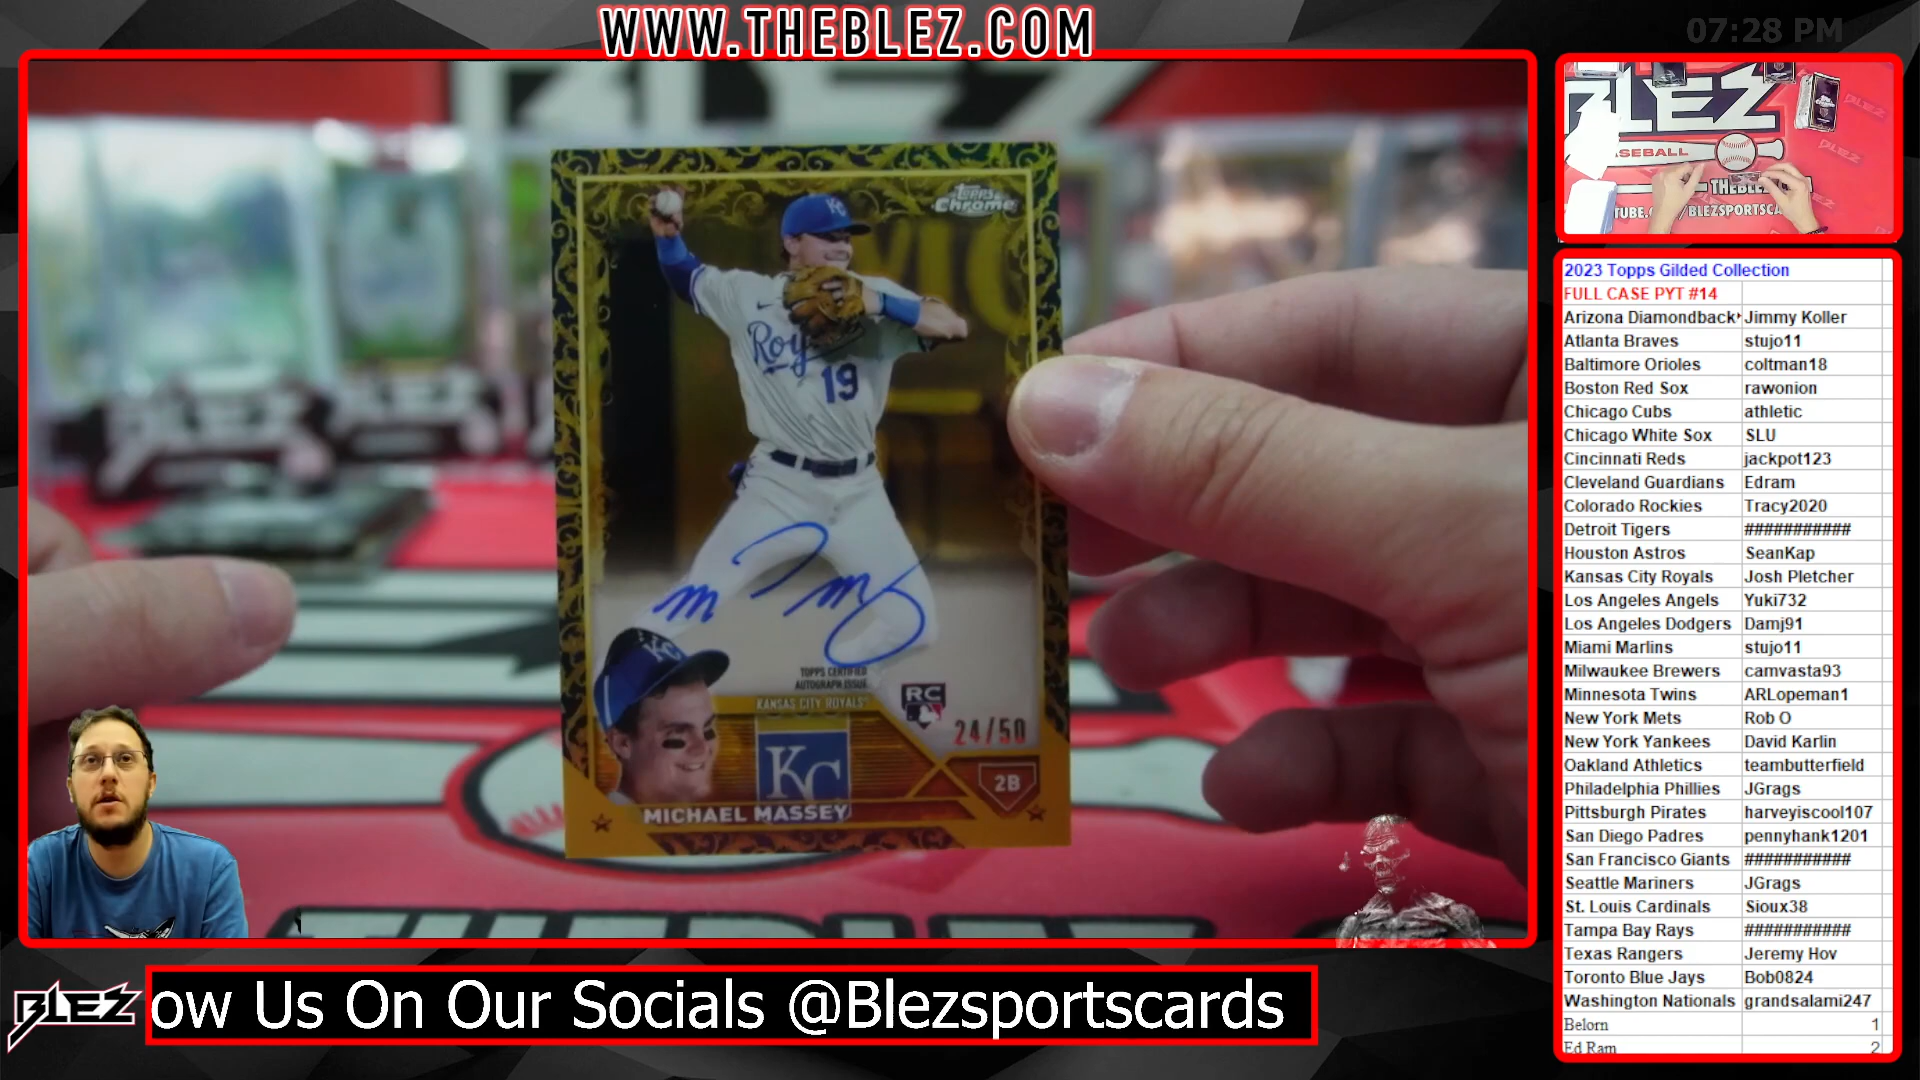 WWW.THEBLEZ.COM
07:28 PM
BLEZ
Topps
Chrome
Royals
19
TOPPS CERTIFIED
AUTOGRAPH ISSUE
KANSAS CITY ROYALS
RC
24/50
KC
2B
MICHAEL MASSEY
BLEZ
BASEBALL
THEBLEZ
/BLEZSPORTSCA
2023 Topps Gilded Collection
FULL CASE PYT #14
Arizona Diamondback Jimmy Koller
Atlanta Braves stujo11
Baltimore Orioles coltman18
Boston Red Sox rawonion
Chicago Cubs athletic
Chicago White Sox SLU
Cincinnati Reds jackpot123
Cleveland Guardians Edram
Colorado Rockies Tracy2020
Detroit Tigers ###########
Houston Astros SeanKap
Kansas City Royals Josh Pletcher
Los Angeles Angels Yuki732
Los Angeles Dodgers Damj91
Miami Marlins stujo11
Milwaukee Brewers camvasta93
Minnesota Twins ARLopeman1
New York Mets Rob O
New York Yankees David Karlin
Oakland Athletics teambutterfield
Philadelphia Phillies JGrags
Pittsburgh Pirates harveyiscool107
San Diego Padres pennyhank1201
San Francisco Giants ###########
Seattle Mariners JGrags
St. Louis Cardinals Sioux38
Tampa Bay Rays ###########
Texas Rangers Jeremy Hov
Toronto Blue Jays Bob0824
Washington Nationals grandsalami247
Belorn 1
Ed Ram 2
BLEZ
ow Us On Our Socials @Blezsportscards